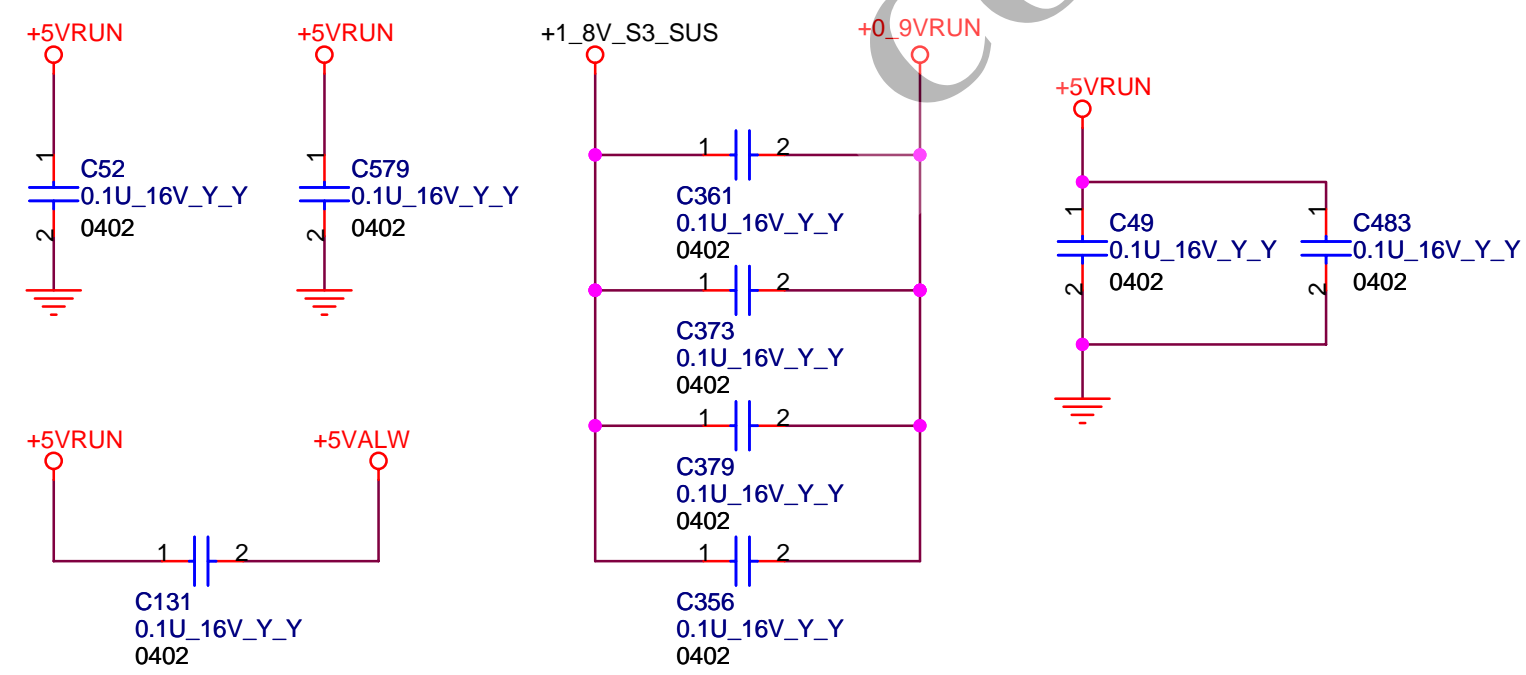 +5VRUN
1
C52
0.1U_16V_Y_Y
0402
2
+5VRUN
1
C579
0.1U_16V_Y_Y
0402
2
+1_8V_S3_SUS
+0_9VRUN
1 2
C361
0.1U_16V_Y_Y
0402
1 2
C373
0.1U_16V_Y_Y
0402
1 2
C379
0.1U_16V_Y_Y
0402
1 2
C356
0.1U_16V_Y_Y
0402
+5VRUN
1
C49
0.1U_16V_Y_Y
0402
2
1
C483
0.1U_16V_Y_Y
0402
2
+5VRUN
+5VALW
1 2
C131
0.1U_16V_Y_Y
0402